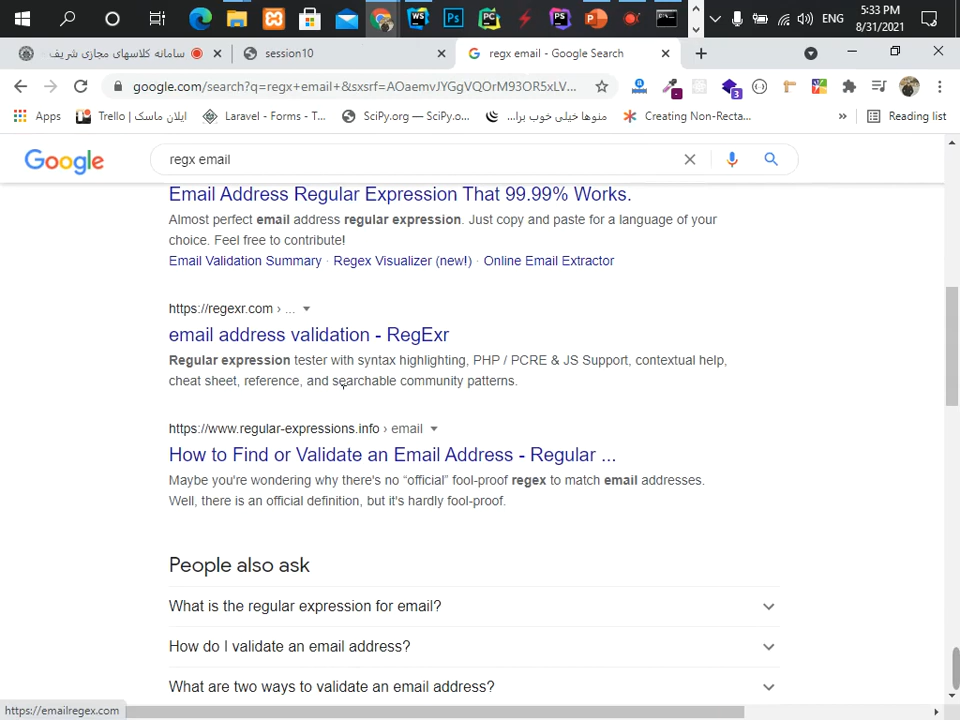 5:33 PM
ENG
8/31/2021
سامانه کلاسهای مجازی شریف
session10
regx email - Google Search
google.com/search?q=regx+email+&sxsrf=AOaemvJYGgVQOrM93OR5xLV...
Apps
Trello | ایلان ماسک
Laravel - Forms - T...
SciPy.org — SciPy.o...
منوها خیلی خوب برا...
Creating Non-Recta...
»
Reading list
Google
regx email
Email Address Regular Expression That 99.99% Works.
Almost perfect email address regular expression. Just copy and paste for a language of your
choice. Feel free to contribute!
Email Validation Summary · Regex Visualizer (new!) · Online Email Extractor
https://regexr.com › ...
email address validation - RegExr
Regular expression tester with syntax highlighting, PHP / PCRE & JS Support, contextual help,
cheat sheet, reference, and searchable community patterns.
https://www.regular-expressions.info › email
How to Find or Validate an Email Address - Regular ...
Maybe you're wondering why there's no “official” fool-proof regex to match email addresses.
Well, there is an official definition, but it's hardly fool-proof.
People also ask
What is the regular expression for email?
How do I validate an email address?
What are two ways to validate an email address?
https://emailregex.com